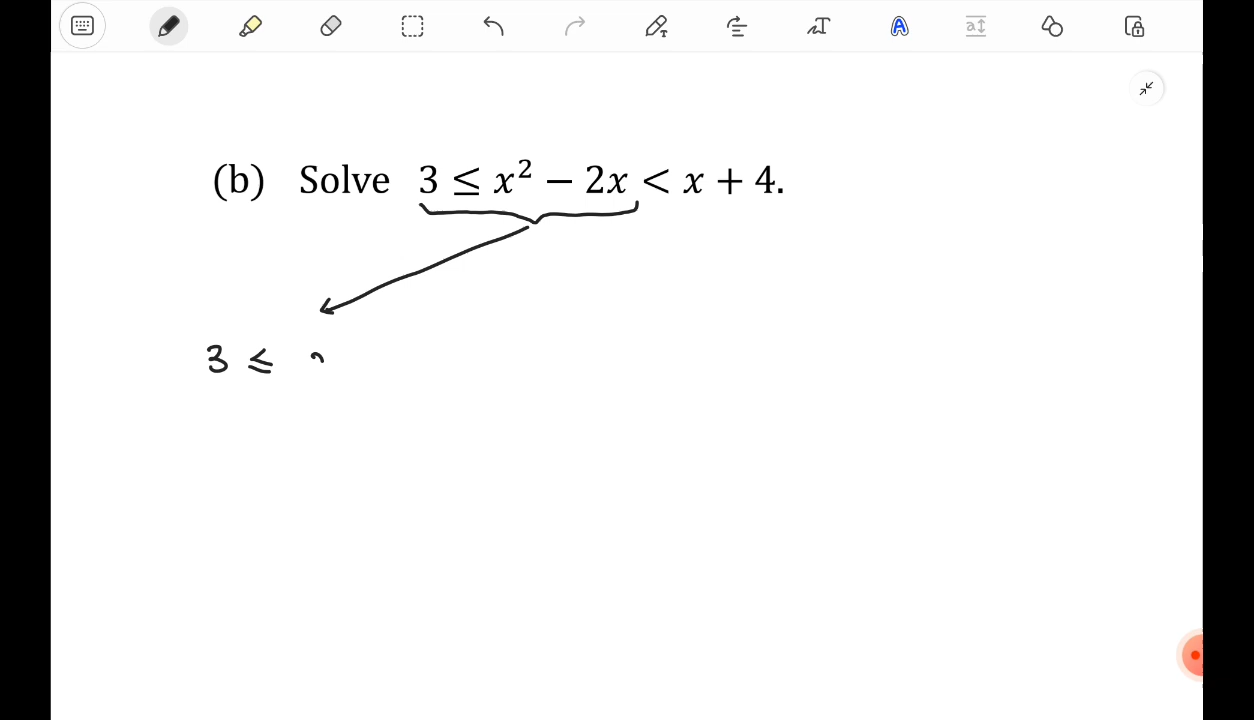 (b) Solve 3 ≤ x² − 2x < x + 4.
3 ≤